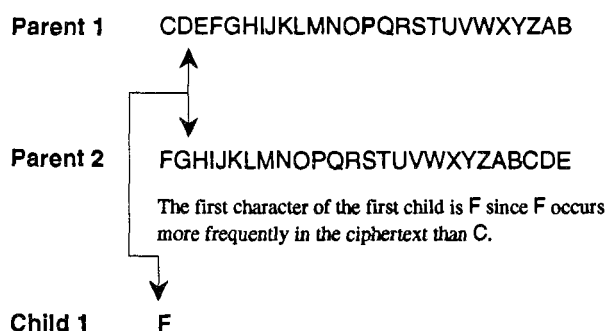 Parent 1 CDEFGHIJKLMNOPQRSTUVWXYZAB
Parent 2 FGHIJKLMNOPQRSTUVWXYZABCDE
The first character of the first child is F since F occurs
more frequently in the ciphertext than C.
Child 1 F